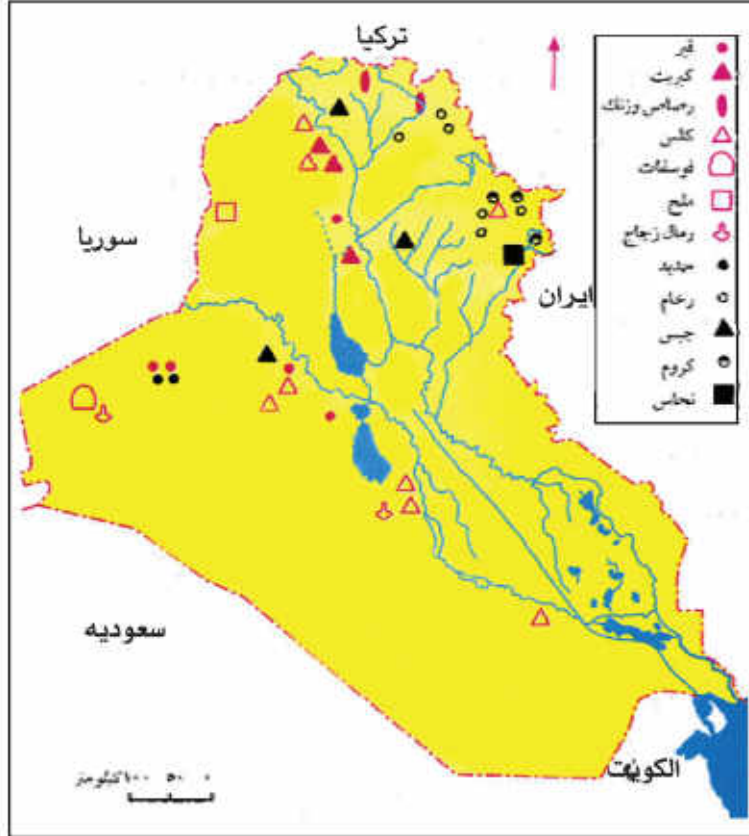 تركيا
قير
كبريت
رصاص وزنك
كلس
فوسفات
ملح
رمال زجاج
حديد
رخام
جبس
كروم
نحاس
سوريا
ايران
سعوديه
الكويت
كيلومتر ١٠٠ ٥٠ ٠